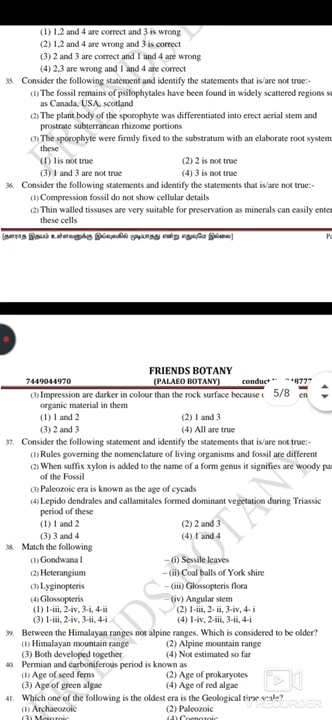 (1) 1,2 and 4 are correct and 3 is wrong
(2) 1,2 and 4 are wrong and 3 is correct
(3) 2 and 3 are correct and 1 and 4 are wrong
(4) 2,3 are wrong and 1 and 4 are correct
35. Consider the following statement and identify the statements that is/are not true:-
(1) The fossil remains of psilophytales have been found in widely scattered regions
as Canada, USA, scotland
(2) The plant body of the sporophyte was differentiated into erect aerial stem and
prostrate subterranean rhizome portions
(3) The sporophyte were firmly fixed to the substratum with an elaborate root system
these
(1) 1is not true (2) 2 is not true
(3) 1 and 3 are not true (4) 3 is not true
36. Consider the following statements and identify the statements that is/are not true:-
(1) Compression fossil do not show cellular details
(2) Thin walled tissuses are very suitable for preservation as minerals can easily
these cells
[தளராத இதயம் உள்ளவனுக்கு இவ்வுலகில் முடியாதது என்று எதுவுமே இல்லை]
FRIENDS BOTANY
7449044970 (PALAEO BOTANY)
5/8
(3) Impression are darker in colour than the rock surface because
organic material in them
(1) 1 and 2 (2) 1 and 3
(3) 2 and 3 (4) All are true
37. Consider the following statement and identify the statements that is/are not true:-
(1) Rules governing the nomenclature of living organisms and fossil are different
(2) When suffix xylon is added to the name of a form genus it signifies are woody
of the Fossil
(3) Paleozoic era is known as the age of cycads
(4) Lepido dendrales and callamitales formed dominant vegetation during Triassic
period of these
(1) 1 and 2 (2) 2 and 3
(3) 3 and 4 (4) 1 and 4
38. Match the following
(1) Gondwana l – (i) Sessile leaves
(2) Heterangium – (ii) Coal balls of York shire
(3) Lyginopteris – (iii) Glossopteris flora
(4) Glossopteris – (iv) Angular stem
(1) 1-iii, 2-iv, 3-i, 4-ii (2) 1-iii, 2- ii, 3-iv, 4- i
(3) 1-iii, 2-iv, 3-ii, 4-i (4) 1-iv, 2-iii, 3-ii, 4-i
39. Between the Himalayan ranges not alpine ranges. Which is considered to be older?
(1) Himalayan mountain range (2) Alpine mountain range
(3) Both developed together (4) Not estimated so far
40. Permian and carboniferous period is known as
(1) Age of seed ferns (2) Age of prokaryotes
(3) Age of green algae (4) Age of red algae
41. Which one of the following is the oldest era is the Geological time scale?
(1) Archaeozoic (2) Paleozoic
(3) Mesozoic (4) Coenozoic